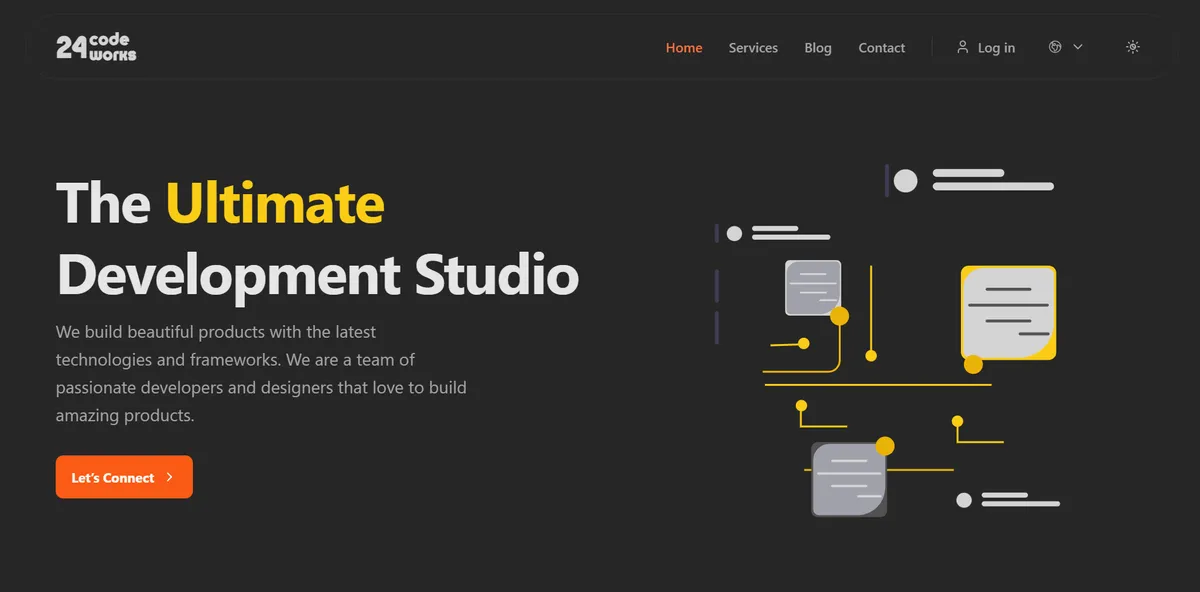 24 code works
Home Services Blog Contact Log in
The Ultimate
Development Studio
We build beautiful products with the latest
technologies and frameworks. We are a team of
passionate developers and designers that love to build
amazing products.
Let's Connect